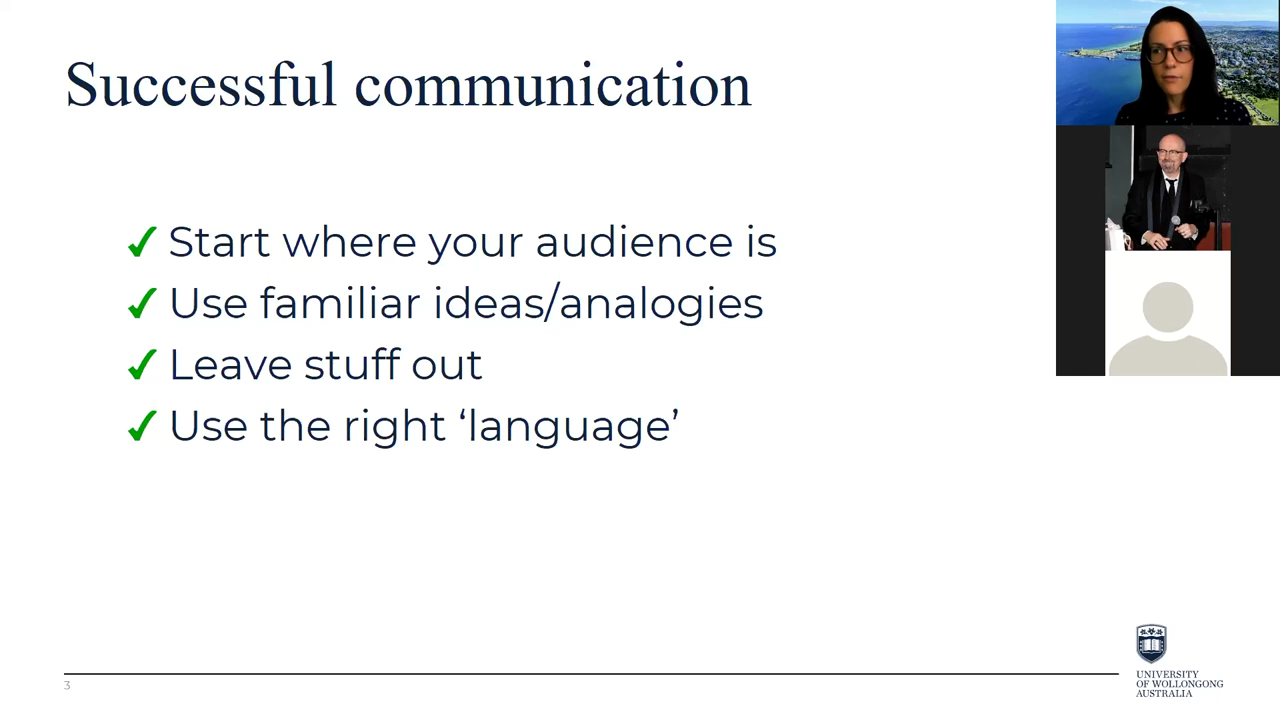 Successful communication
✓ Start where your audience is
✓ Use familiar ideas/analogies
✓ Leave stuff out
✓ Use the right ‘language’
3
UNIVERSITY
OF WOLLONGONG
AUSTRALIA